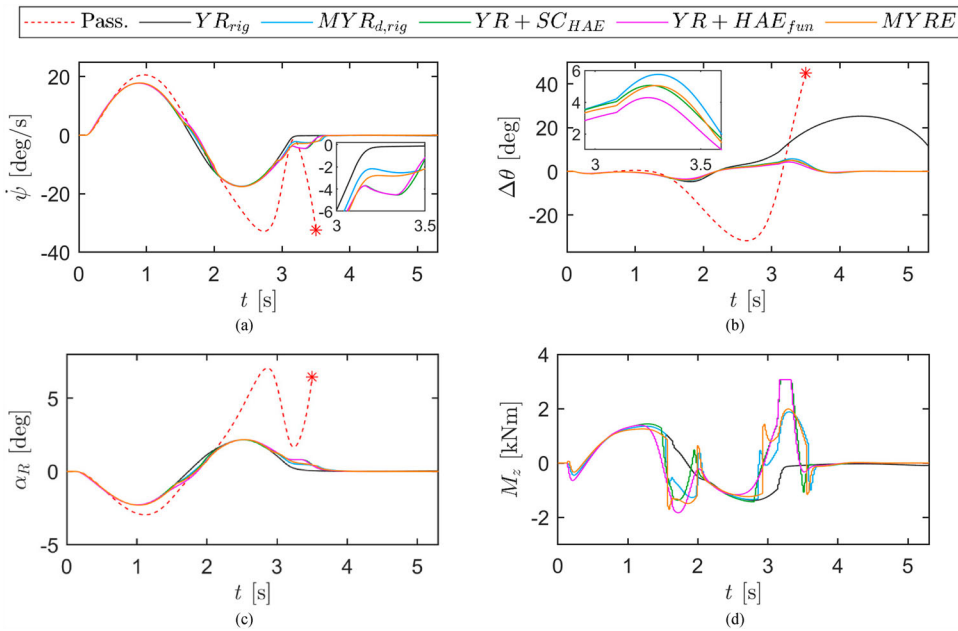 Pass. YR_rig MYR_d,rig YR + SC_HAE YR + HAE_fun MYRE
20
0
-20
-40
ψ̇ [deg/s]
0
-2
-4
-6
3 3.5
0 1 2 3 4 5
t [s]
(a)
40
20
0
-20
Δθ [deg]
6
4
2
3 3.5
0 1 2 3 4 5
t [s]
(b)
5
0
-5
α_R [deg]
0 1 2 3 4 5
t [s]
(c)
4
2
0
-2
M_z [kNm]
0 1 2 3 4 5
t [s]
(d)